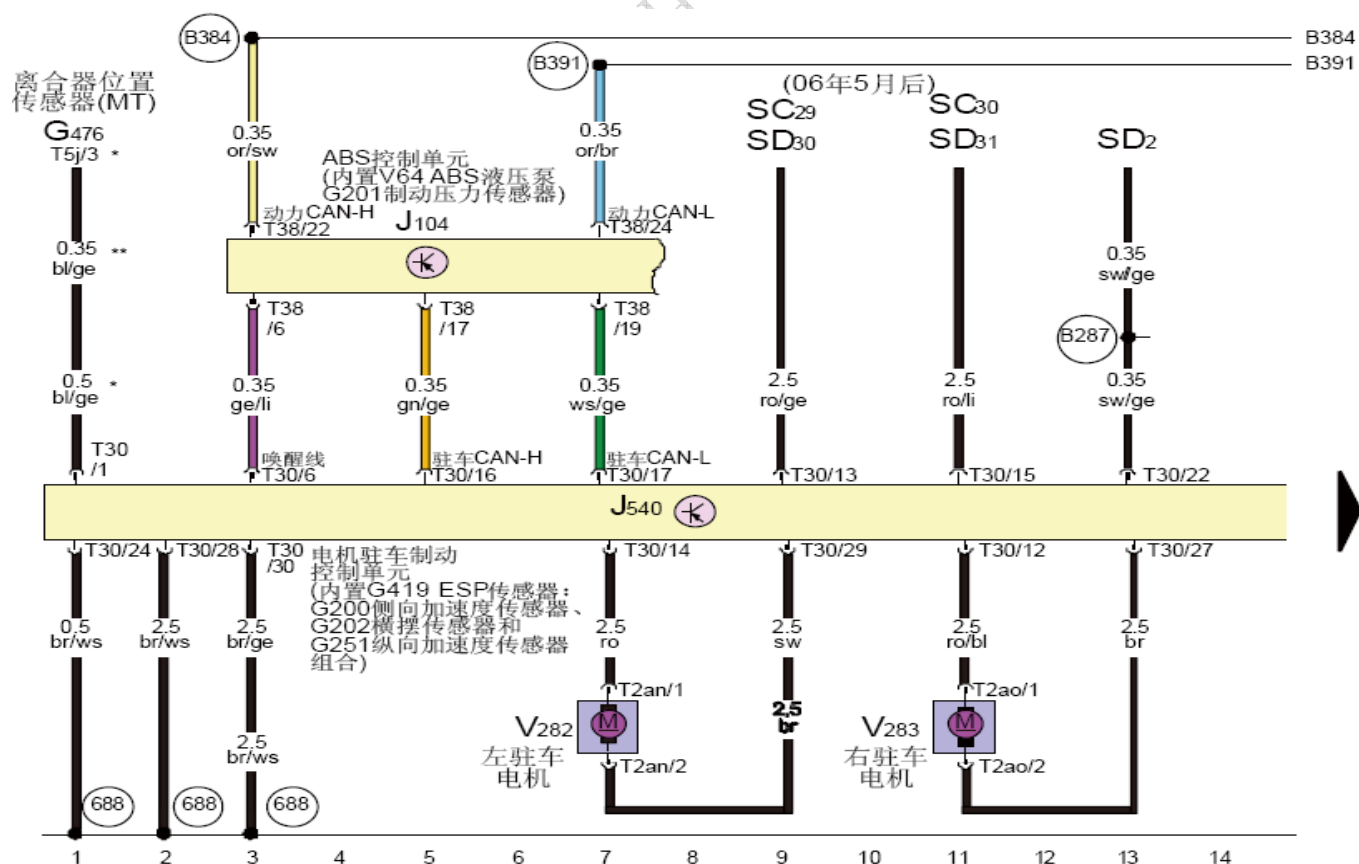 B384
B384
B391
B391
离合器位置
传感器(MT)
(06年5月后)
G476
T5j/3 *
0.35
or/sw
0.35
or/br
SC29
SD30
SC30
SD31
SD2
ABS控制单元
(内置V64 ABS液压泵
G201制动压力传感器)
动力CAN-H
T38/22
J104
动力CAN-L
T38/24
0.35 **
bl/ge
0.35
sw/ge
T38
/6
T38
/17
T38
/19
B287
0.5 *
bl/ge
0.35
ge/li
0.35
gn/ge
0.35
ws/ge
2.5
ro/ge
2.5
ro/li
0.35
sw/ge
T30
/1
唤醒线
T30/6
驻车CAN-H
T30/16
驻车CAN-L
T30/17
T30/13
T30/15
T30/22
J540
T30/24
T30/28
T30
/30
电机驻车制动
控制单元
(内置G419 ESP传感器:
G200侧向加速度传感器、
G202横摆传感器和
G251纵向加速度传感器
组合)
T30/14
T30/29
T30/12
T30/27
0.5
br/ws
2.5
br/ws
2.5
br/ge
2.5
ro
2.5
sw
2.5
ro/bl
2.5
br
T2an/1
T2ao/1
2.5
br/ws
V282
左驻车
电机
M
2,5
br
V283
右驻车
电机
M
T2an/2
T2ao/2
688
688
688
1 2 3 4 5 6 7 8 9 10 11 12 13 14